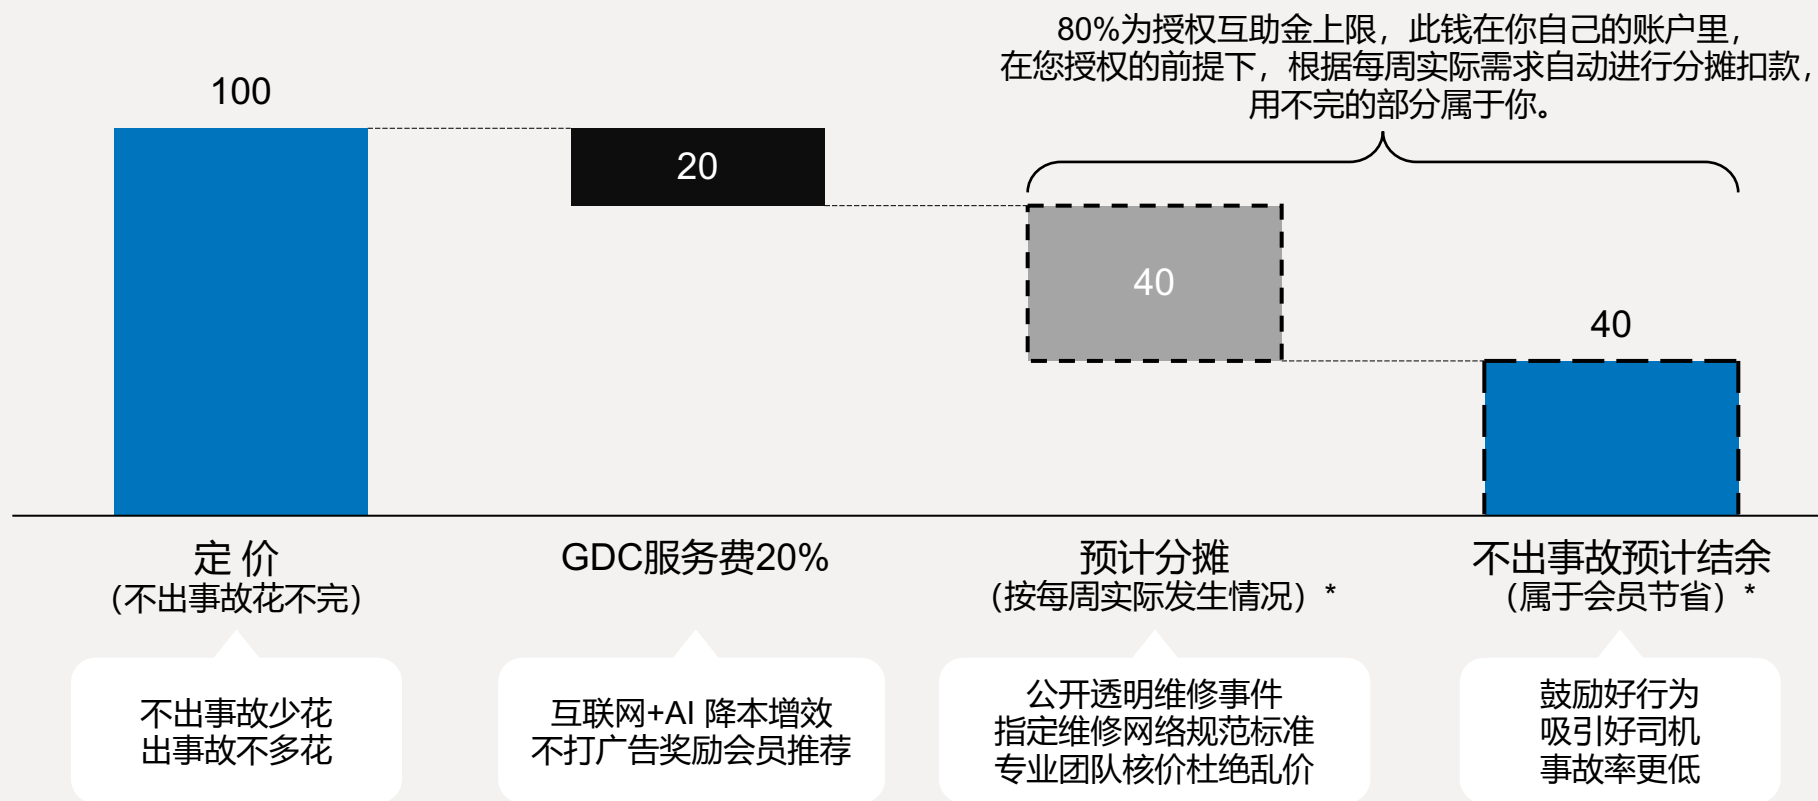 80%为授权互助金上限，此钱在你自己的账户里，
在您授权的前提下，根据每周实际需求自动进行分摊扣款，
用不完的部分属于你。
100
20
40
40
定 价
（不出事故花不完）
GDC服务费20%
预计分摊
（按每周实际发生情况）*
不出事故预计结余
（属于会员节省）*
不出事故少花
出事故不多花
互联网+AI 降本增效
不打广告奖励会员推荐
公开透明维修事件
指定维修网络规范标准
专业团队核价杜绝乱价
鼓励好行为
吸引好司机
事故率更低